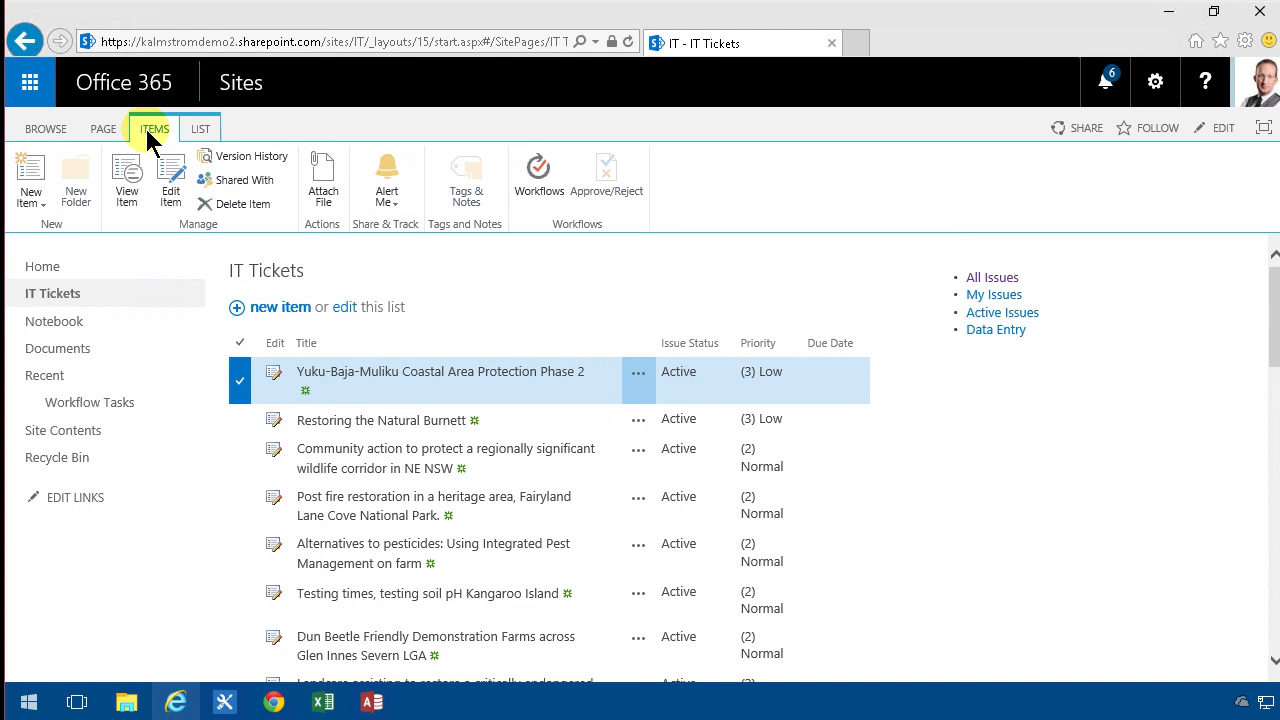 https://kalmstromdemo2.sharepoint.com/sites/IT/_layouts/15/start.aspx#/SitePages/IT T
IT - IT Tickets
Office 365
Sites
6
BROWSE
PAGE
ITEMS
LIST
SHARE
FOLLOW
EDIT
New Item
New Folder
View Item
Edit Item
Version History
Shared With
Delete Item
Attach File
Alert Me
Tags & Notes
Workflows
Approve/Reject
New
Manage
Actions
Share & Track
Tags and Notes
Workflows
Home
IT Tickets
Notebook
Documents
Recent
Workflow Tasks
Site Contents
Recycle Bin
EDIT LINKS
IT Tickets
new item or edit this list
Edit Title Issue Status Priority Due Date
Yuku-Baja-Muliku Coastal Area Protection Phase 2 ... Active (3) Low
Restoring the Natural Burnett ... Active (3) Low
Community action to protect a regionally significant ... Active (2)
wildlife corridor in NE NSW Normal
Post fire restoration in a heritage area, Fairyland ... Active (2)
Lane Cove National Park. Normal
Alternatives to pesticides: Using Integrated Pest ... Active (2)
Management on farm Normal
Testing times, testing soil pH Kangaroo Island ... Active (2)
Normal
Dun Beetle Friendly Demonstration Farms across ... Active (2)
Glen Innes Severn LGA Normal
Landcare assisting to restore a critically endangered
All Issues
My Issues
Active Issues
Data Entry